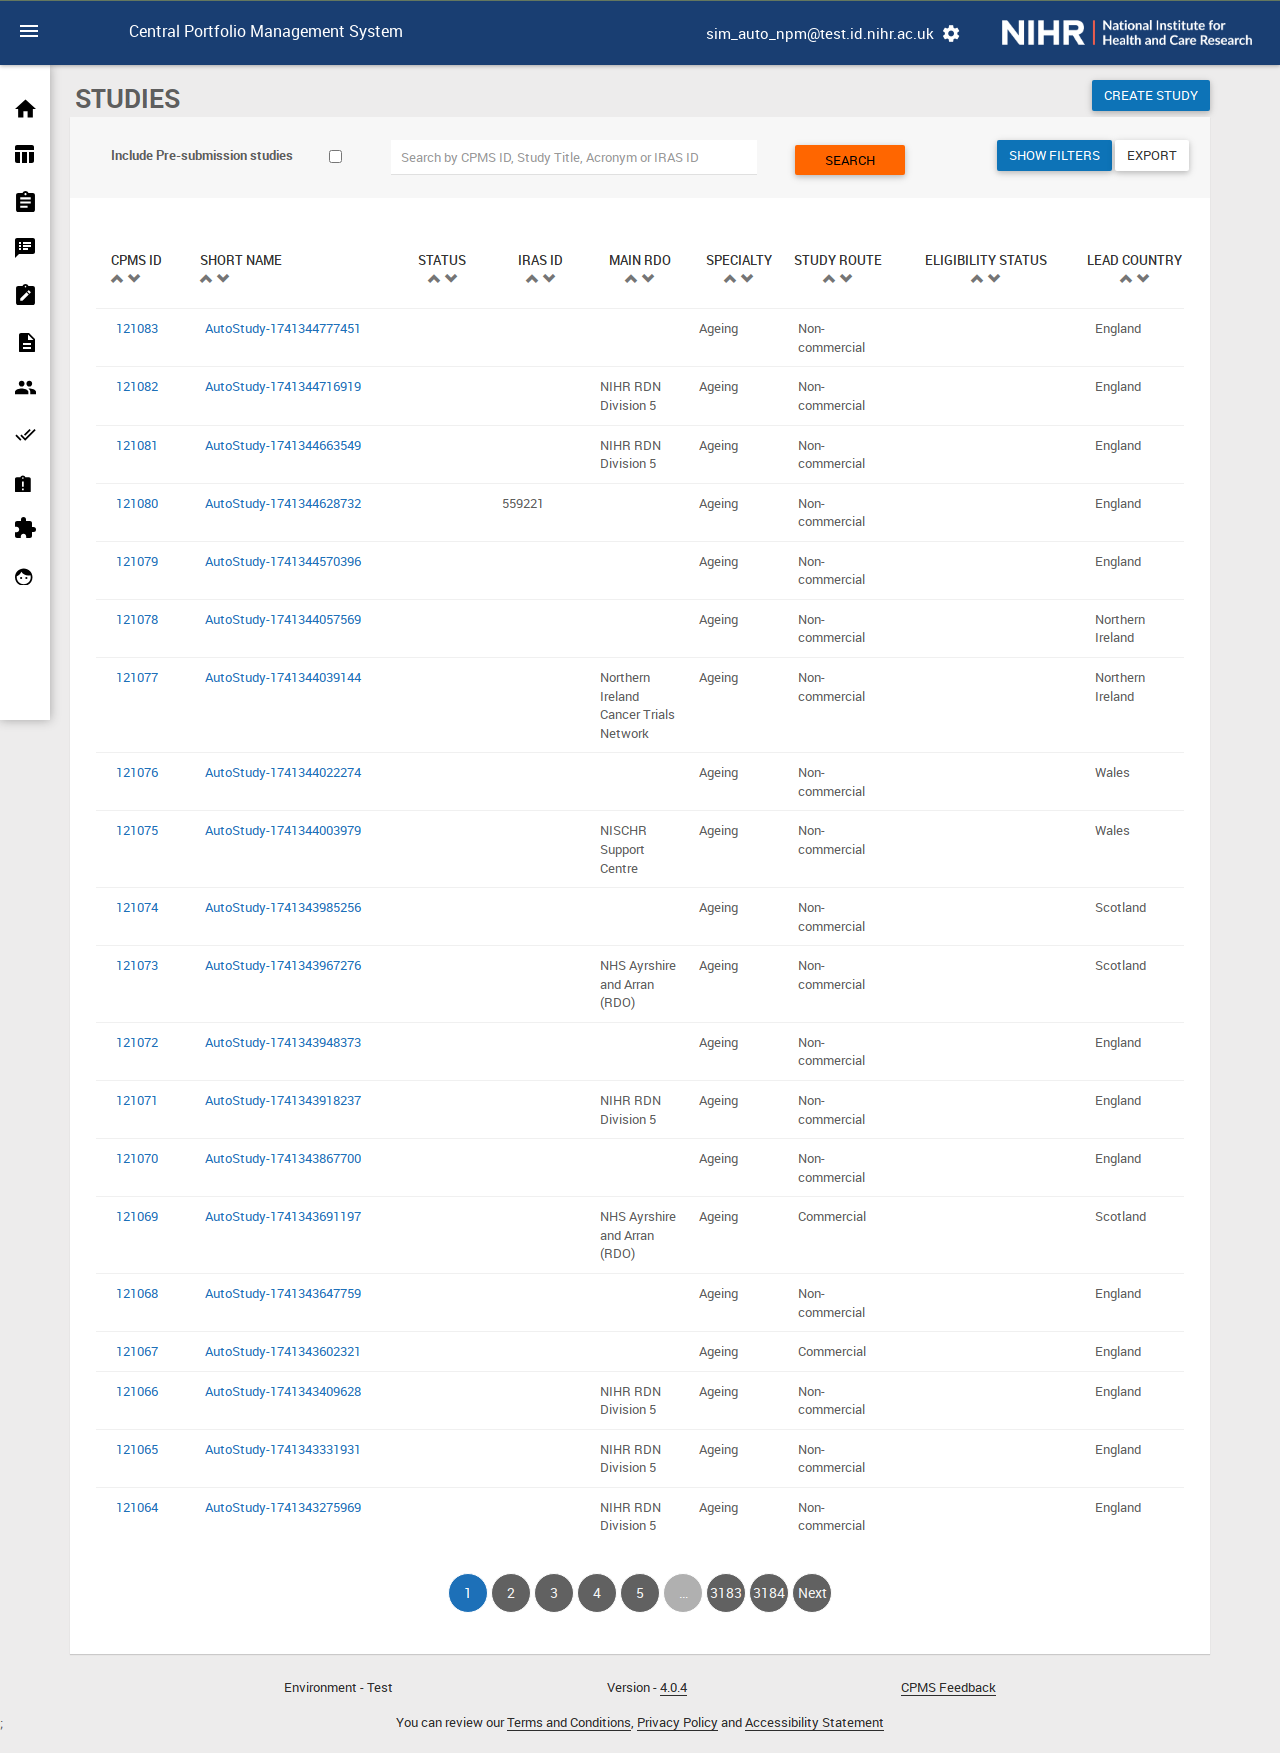 Central Portfolio Management System
sim_auto_npm@test.id.nihr.ac.uk
NIHR | National Institute for
Health and Care Research
STUDIES
CREATE STUDY
Include Pre-submission studies
Search by CPMS ID, Study Title, Acronym or IRAS ID
SEARCH
SHOW FILTERS
EXPORT
CPMS ID SHORT NAME STATUS IRAS ID MAIN RDO SPECIALTY STUDY ROUTE ELIGIBILITY STATUS LEAD COUNTRY
121083 AutoStudy-1741344777451 Ageing Non- England
commercial
121082 AutoStudy-1741344716919 NIHR RDN Ageing Non- England
Division 5 commercial
121081 AutoStudy-1741344663549 NIHR RDN Ageing Non- England
Division 5 commercial
121080 AutoStudy-1741344628732 559221 Ageing Non- England
commercial
121079 AutoStudy-1741344570396 Ageing Non- England
commercial
121078 AutoStudy-1741344057569 Ageing Non- Northern
commercial Ireland
121077 AutoStudy-1741344039144 Northern Ageing Non- Northern
Ireland commercial Ireland
Cancer Trials
Network
121076 AutoStudy-1741344022274 Ageing Non- Wales
commercial
121075 AutoStudy-1741344003979 NISCHR Ageing Non- Wales
Support commercial
Centre
121074 AutoStudy-1741343985256 Ageing Non- Scotland
commercial
121073 AutoStudy-1741343967276 NHS Ayrshire Ageing Non- Scotland
and Arran commercial
(RDO)
121072 AutoStudy-1741343948373 Ageing Non- England
commercial
121071 AutoStudy-1741343918237 NIHR RDN Ageing Non- England
Division 5 commercial
121070 AutoStudy-1741343867700 Ageing Non- England
commercial
121069 AutoStudy-1741343691197 NHS Ayrshire Ageing Commercial Scotland
and Arran
(RDO)
121068 AutoStudy-1741343647759 Ageing Non- England
commercial
121067 AutoStudy-1741343602321 Ageing Commercial England
121066 AutoStudy-1741343409628 NIHR RDN Ageing Non- England
Division 5 commercial
121065 AutoStudy-1741343331931 NIHR RDN Ageing Non- England
Division 5 commercial
121064 AutoStudy-1741343275969 NIHR RDN Ageing Non- England
Division 5 commercial
1 2 3 4 5 ... 3183 3184 Next
Environment - Test Version - 4.0.4 CPMS Feedback
; You can review our Terms and Conditions, Privacy Policy and Accessibility Statement